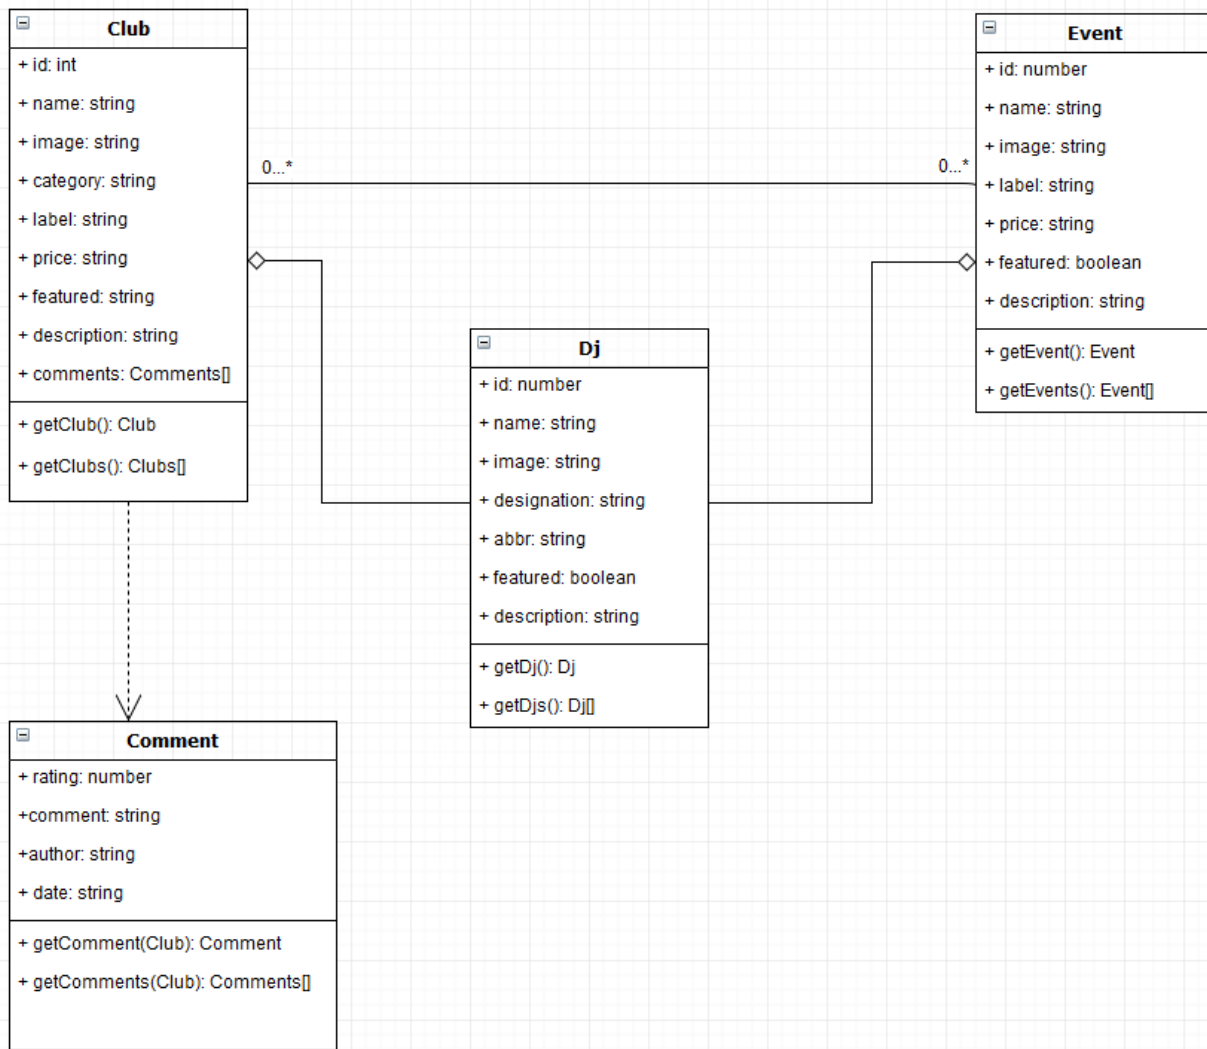 Club
+ id: int
+ name: string
+ image: string
+ category: string
+ label: string
+ price: string
+ featured: string
+ description: string
+ comments: Comments[]
+ getClub(): Club
+ getClubs(): Clubs[]
0...*
0...*
Event
+ id: number
+ name: string
+ image: string
+ label: string
+ price: string
+ featured: boolean
+ description: string
+ getEvent(): Event
+ getEvents(): Event[]
Dj
+ id: number
+ name: string
+ image: string
+ designation: string
+ abbr: string
+ featured: boolean
+ description: string
+ getDj(): Dj
+ getDjs(): Dj[]
Comment
+ rating: number
+comment: string
+author: string
+ date: string
+ getComment(Club): Comment
+ getComments(Club): Comments[]